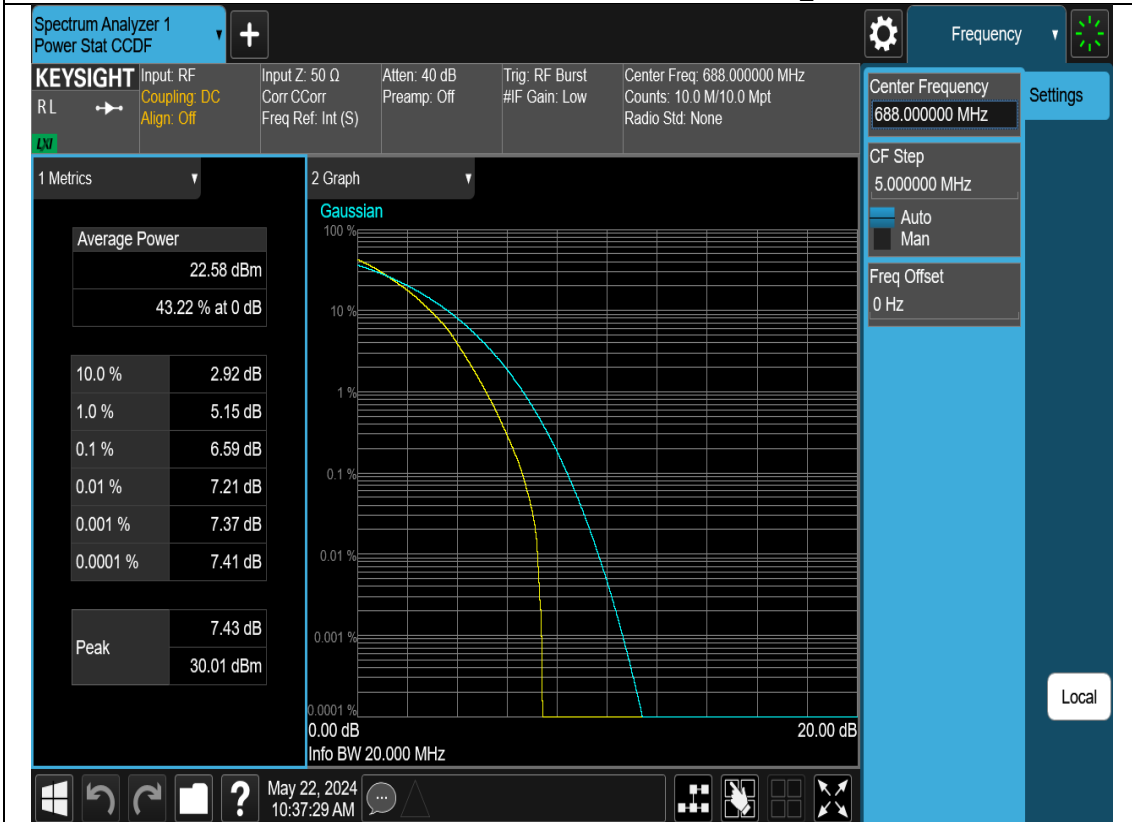 Spectrum Analyzer 1
Power Stat CCDF
Frequency
KEYSIGHT
RL
LXI
Input: RF
Coupling: DC
Align: Off
Input Z: 50 Ω
Corr CCorr
Freq Ref: Int (S)
Atten: 40 dB
Preamp: Off
Trig: RF Burst
#IF Gain: Low
Center Freq: 688.000000 MHz
Counts: 10.0 M/10.0 Mpt
Radio Std: None
Center Frequency
688.000000 MHz
Settings
CF Step
5.000000 MHz
Auto
Man
Freq Offset
0 Hz
Local
1 Metrics
Average Power
22.58 dBm
43.22 % at 0 dB
10.0 % 2.92 dB
1.0 % 5.15 dB
0.1 % 6.59 dB
0.01 % 7.21 dB
0.001 % 7.37 dB
0.0001 % 7.41 dB
Peak
7.43 dB
30.01 dBm
2 Graph
Gaussian
100 %
10 %
1 %
0.1 %
0.01 %
0.001 %
0.0001 %
0.00 dB 20.00 dB
Info BW 20.000 MHz
?
May 22, 2024
10:37:29 AM